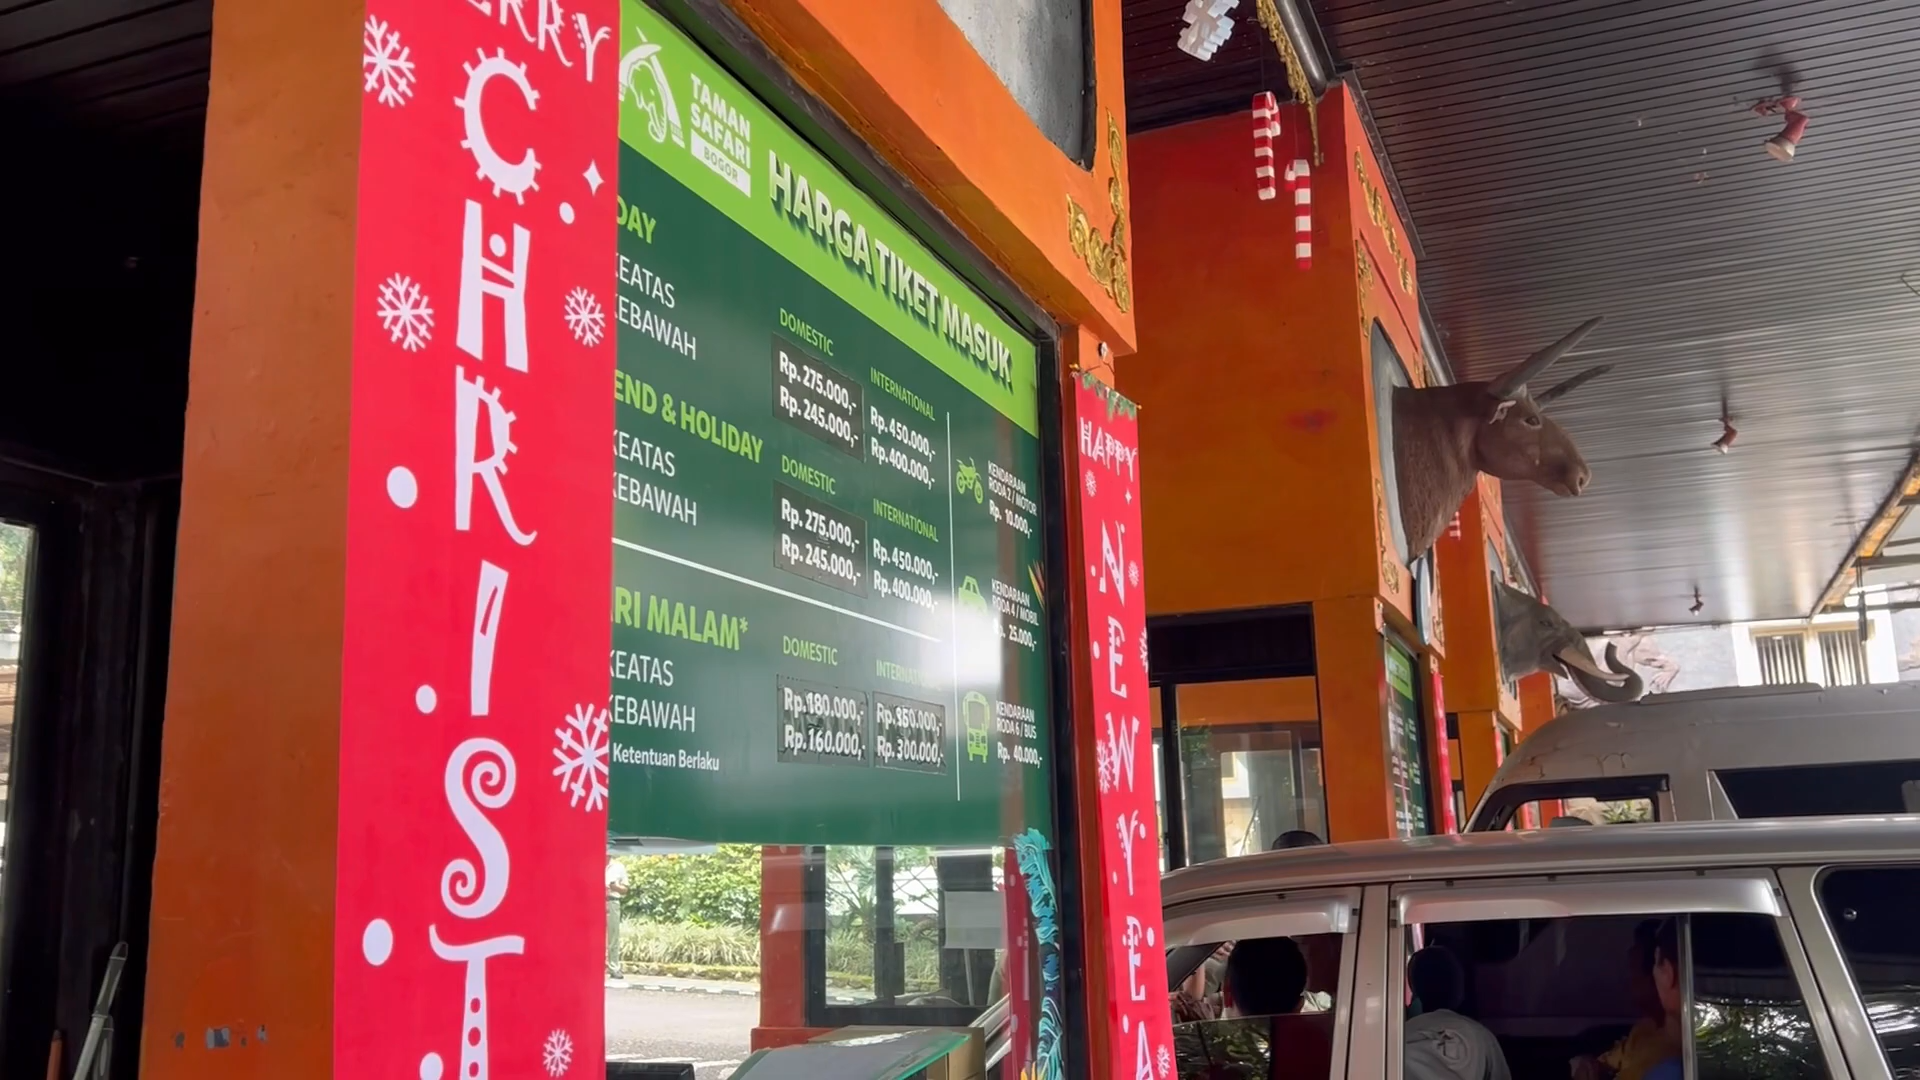 CHRIST
TAMAN
SAFARI
BOGOR
HARGA TIKET MASUK
DAY
KEATAS
KEBAWAH
DOMESTIC
Rp. 275.000,-
Rp. 245.000,-
INTERNATIONAL
Rp. 450.000,-
Rp. 400.000,-
END & HOLIDAY
KEATAS
KEBAWAH
DOMESTIC
Rp. 275.000,-
Rp. 245.000,-
INTERNATIONAL
Rp. 450.000,-
Rp. 400.000,-
RI MALAM*
KEATAS
KEBAWAH
Ketentuan Berlaku
DOMESTIC
Rp. 180.000,-
Rp. 160.000,-
Rp. 350.000,-
Rp. 300.000,-
KENDARAAN
RODA 2 / MOTOR
Rp. 10.000,-
KENDARAAN
RODA 4 / MOBIL
25.000,-
KENDARAAN
RODA 6 / BUS
Rp. 40.000,-
HAPPY
NEW YEA